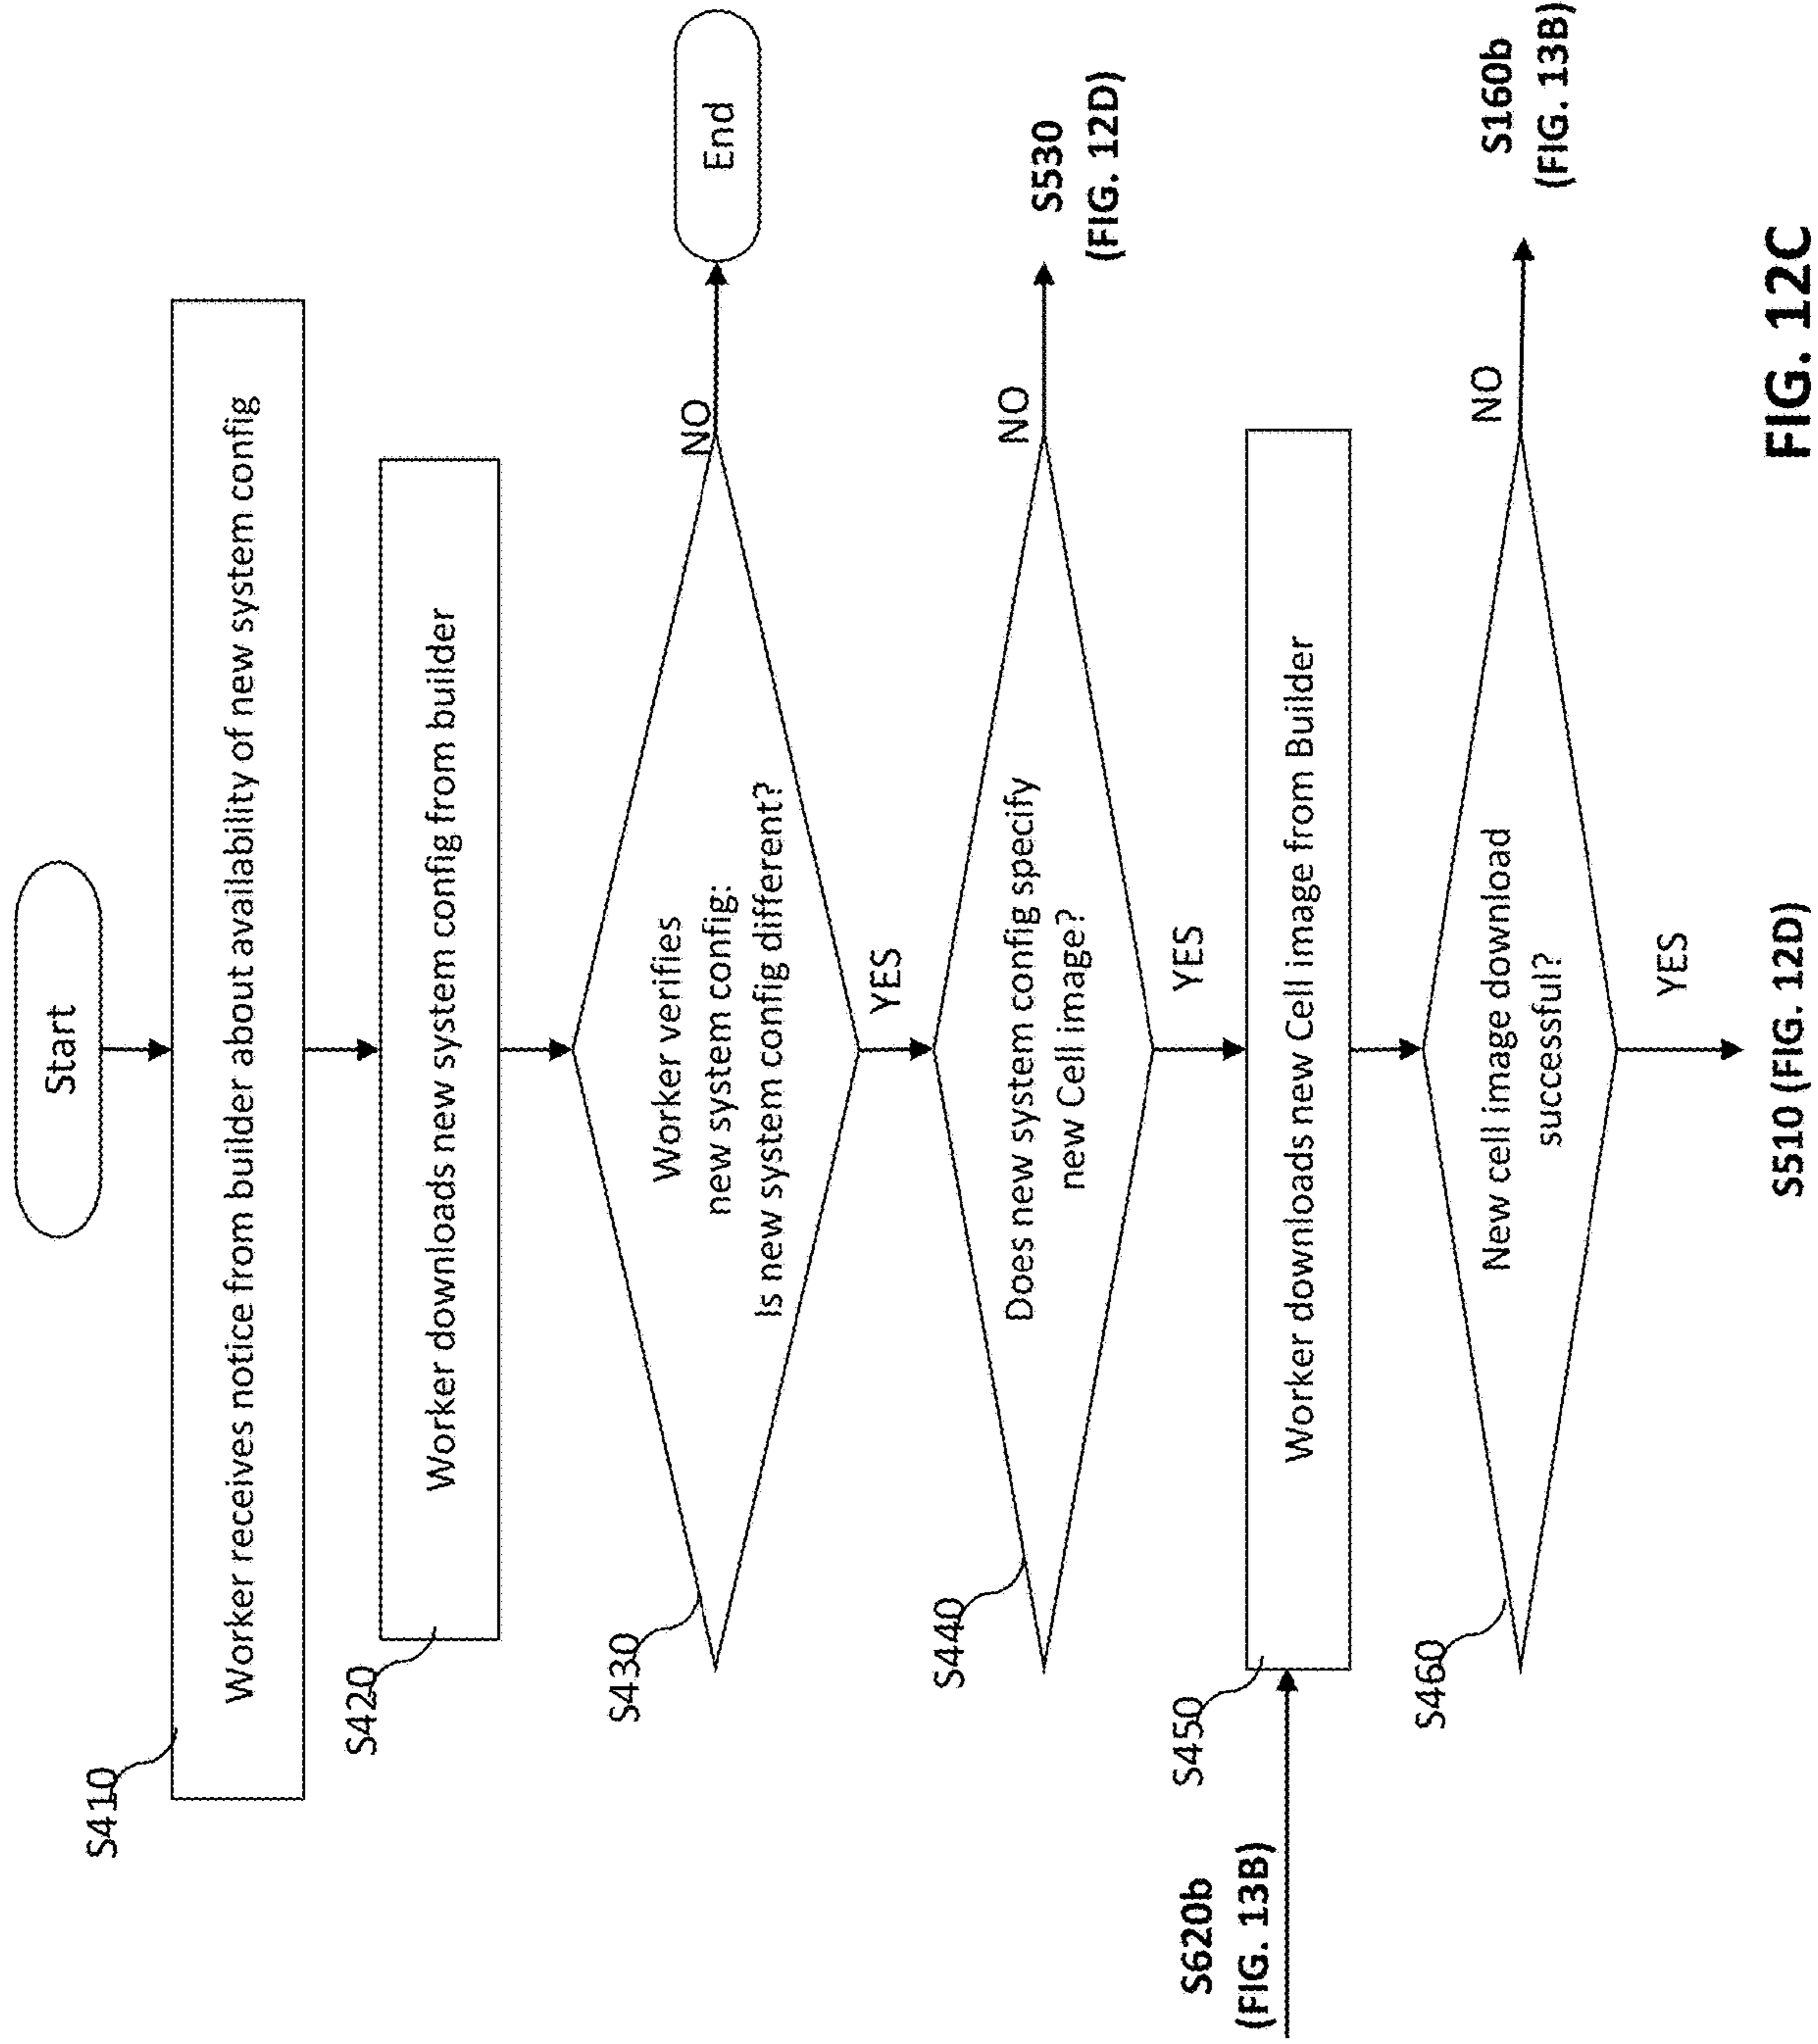 Start
S410
Worker receives notice from builder about availability of new system config
S420
Worker downloads new system config from builder
S430
Worker verifies
new system config:
Is new system config different?
NO
End
YES
S440
Does new system config specify
new Cell image?
NO
S530
(FIG. 12D)
YES
S620b
(FIG. 13B)
S450
Worker downloads new Cell image from Builder
S460
New cell image download
successful?
NO
S160b
(FIG. 13B)
YES
S510 (FIG. 12D)
FIG. 12C